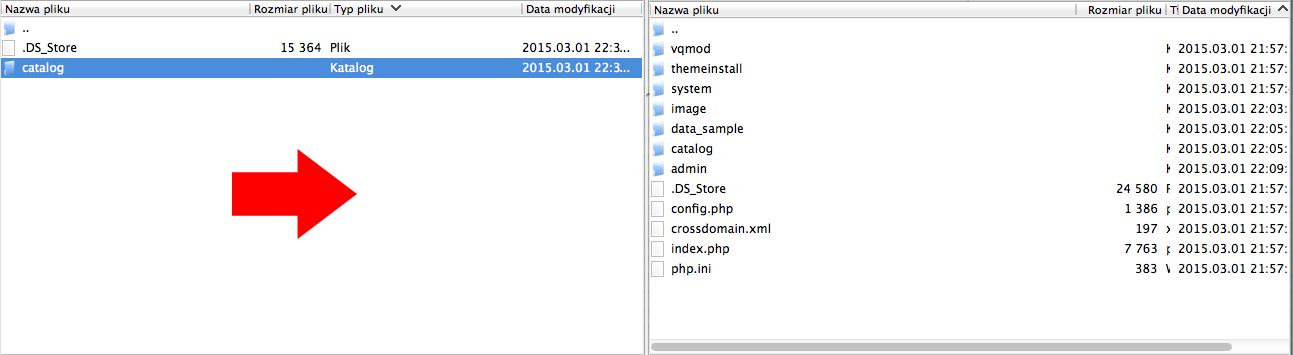 Nazwa pliku Rozmiar pliku Typ pliku Data modyfikacji
..
.DS_Store 15 364 Plik 2015.03.01 22:3...
catalog Katalog 2015.03.01 22:3...
Nazwa pliku Rozmiar pliku Data modyfikacji
..
vqmod 2015.03.01 21:57:
themeinstall 2015.03.01 21:57:
system 2015.03.01 21:57:
image 2015.03.01 22:03:
data_sample 2015.03.01 22:05:
catalog 2015.03.01 22:05:
admin 2015.03.01 22:09:
.DS_Store 24 580 2015.03.01 21:57:
config.php 1 386 p 2015.03.01 21:57:
crossdomain.xml 197 x 2015.03.01 21:57:
index.php 7 763 p 2015.03.01 21:57:
php.ini 383 2015.03.01 21:57: